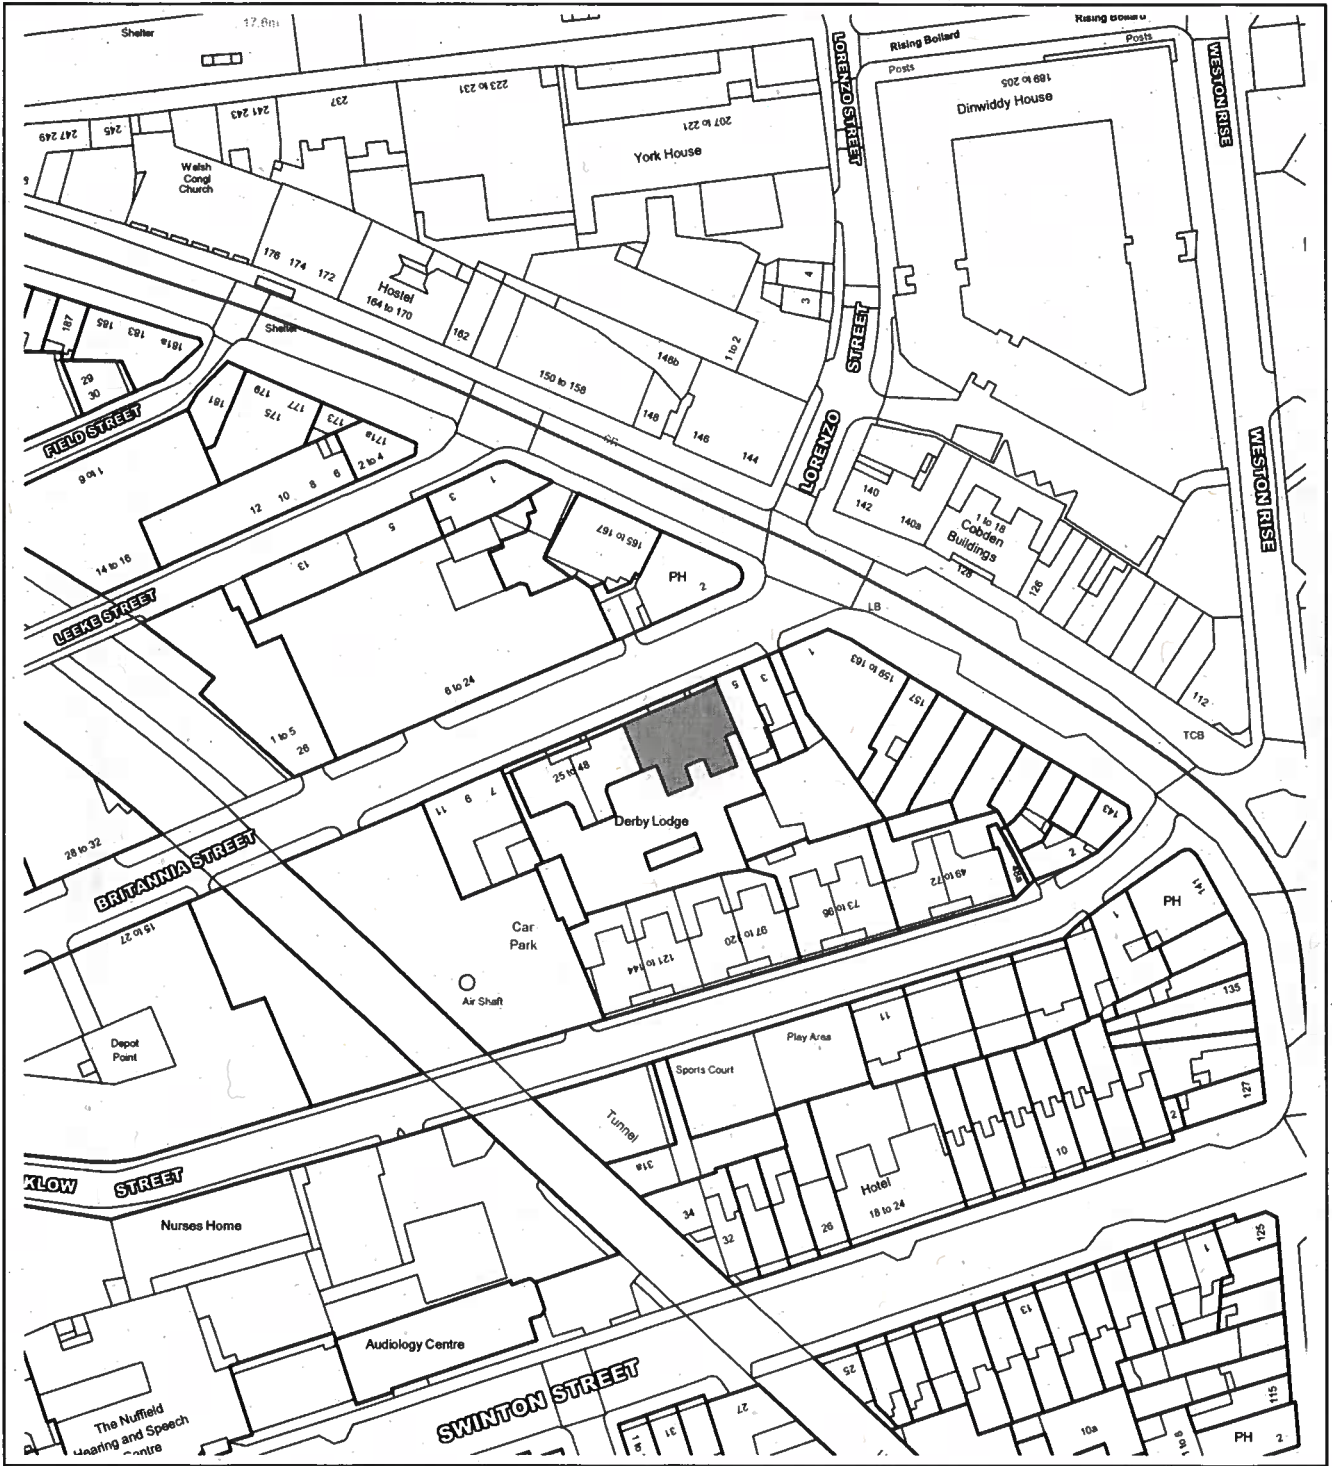 17.8m
Shelter
Rising Bollard
Rising Bollard
Posts
Posts
LORENZO STREET
WESTON RISE
189 to 205
Dinwiddy House
223 to 231
237
241 243
245
247 249
207 to 221
York House
Welsh
Congl
Church
176
174
172
Hostel
164 to 170
162
4
3
STREET
187
185
183
181a
Shelter
29
30
150 to 158
146b
1 to 2
148
146
144
FIELD STREET
181
179
177
175
173
171a
2 to 4
1 to 9
12
10
8
6
LORENZO
WESTON RISE
140
142
140a
1 to 18
Cobden
Buildings
128
126
3
1
5
13
165 to 167
PH
2
14 to 16
LEEKE STREET
LB
112
TCB
6 to 24
1 to 5
26
5
3
1
159 to 163
157
25 to 48
7
9
11
Derby Lodge
143
2
28 to 32
BRITANNIA STREET
49 to 72
73 to 96
97 to 120
121 to 144
141
PH
1
15 to 27
Car
Park
Air Shaft
135
Depot
Point
11
Play Area
Sports Court
Tunnel
127
2
31a
10
KLOW STREET
Hotel
18 to 24
34
32
26
Nurses Home
125
1
13
Audiology Centre
25
SWINTON STREET
27
31
115
The Nuffield
Hearing and Speech
Centre
10a
PH
2